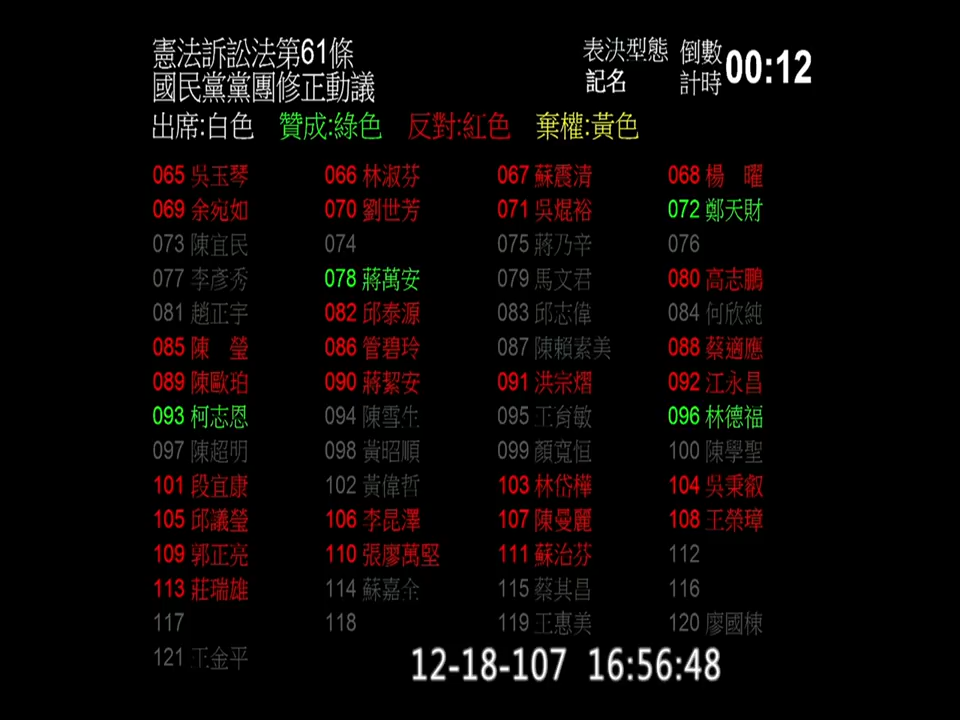 憲法訴訟法第61條
國民黨黨團修正動議
表決型態
記名
倒數
計時
00:12
出席:白色 贊成:綠色 反對:紅色 棄權:黃色
065 吳玉琴 066 林淑芬 067 蘇震清 068 楊 曜
069 余宛如 070 劉世芳 071 吳焜裕 072 鄭天財
073 陳宜民 074 075 蔣乃辛 076
077 李彥秀 078 蔣萬安 079 馬文君 080 高志鵬
081 趙正宇 082 邱泰源 083 邱志偉 084 何欣純
085 陳 瑩 086 管碧玲 087 陳賴素美 088 蔡適應
089 陳歐珀 090 蔣絜安 091 洪宗熠 092 江永昌
093 柯志恩 094 陳雪生 095 王育敏 096 林德福
097 陳超明 098 黃昭順 099 顏寬恒 100 陳學聖
101 段宜康 102 黃偉哲 103 林岱樺 104 吳秉叡
105 邱議瑩 106 李昆澤 107 陳曼麗 108 王榮璋
109 郭正亮 110 張廖萬堅 111 蘇治芬 112
113 莊瑞雄 114 蘇嘉全 115 蔡其昌 116
117 118 119 王惠美 120 廖國棟
121 王金平
12-18-107 16:56:48